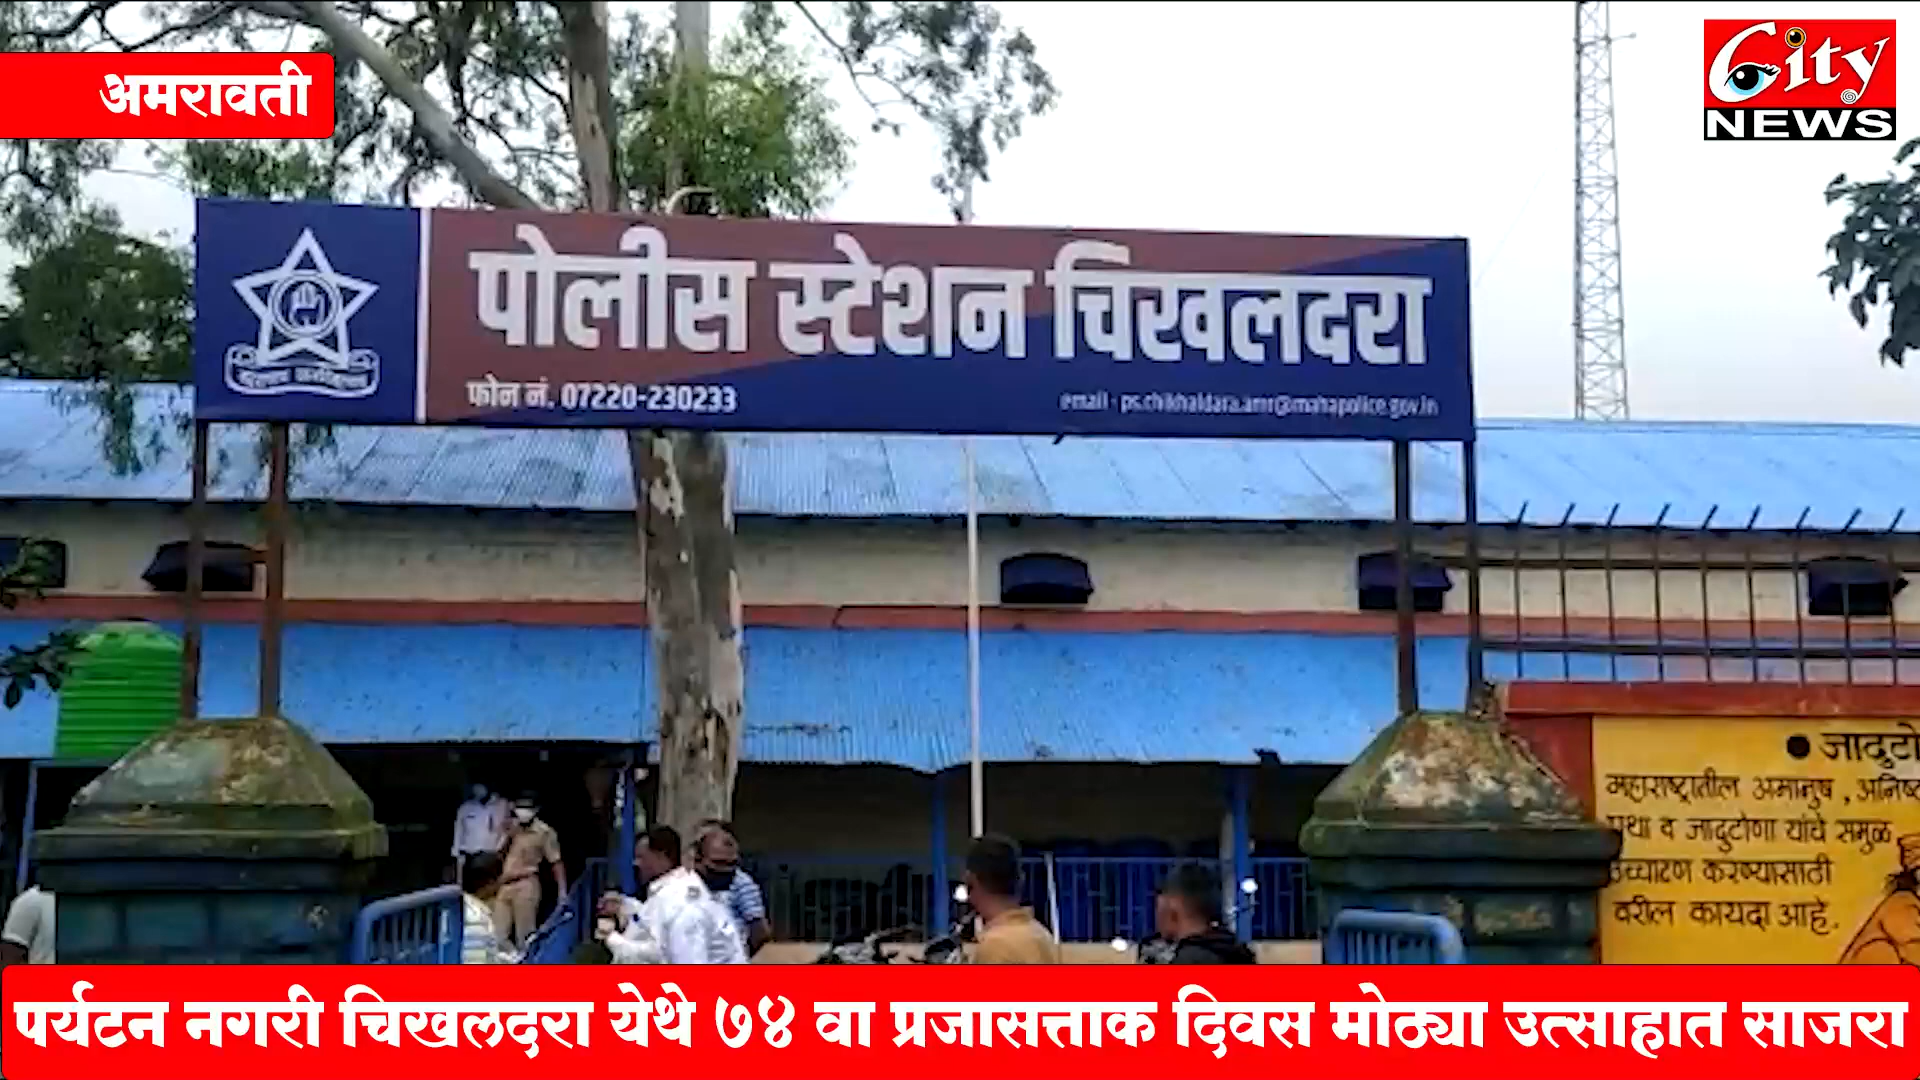 अमरावती
City
NEWS
पोलीस स्टेशन चिखलदरा
फोन नं. 07220-230233
email - ps.chikhaldara.amr@mahapolice.gov.in
● जादुटो
महाराष्ट्रातील अमानुष, अनिष्ट
प्रथा व जादुटोणा यांचे समुळ
उच्चाटण करण्यासाठी
वरील कायदा आहे.
पर्यटन नगरी चिखलदरा येथे ७४ वा प्रजासत्ताक दिवस मोठ्या उत्साहात साजरा